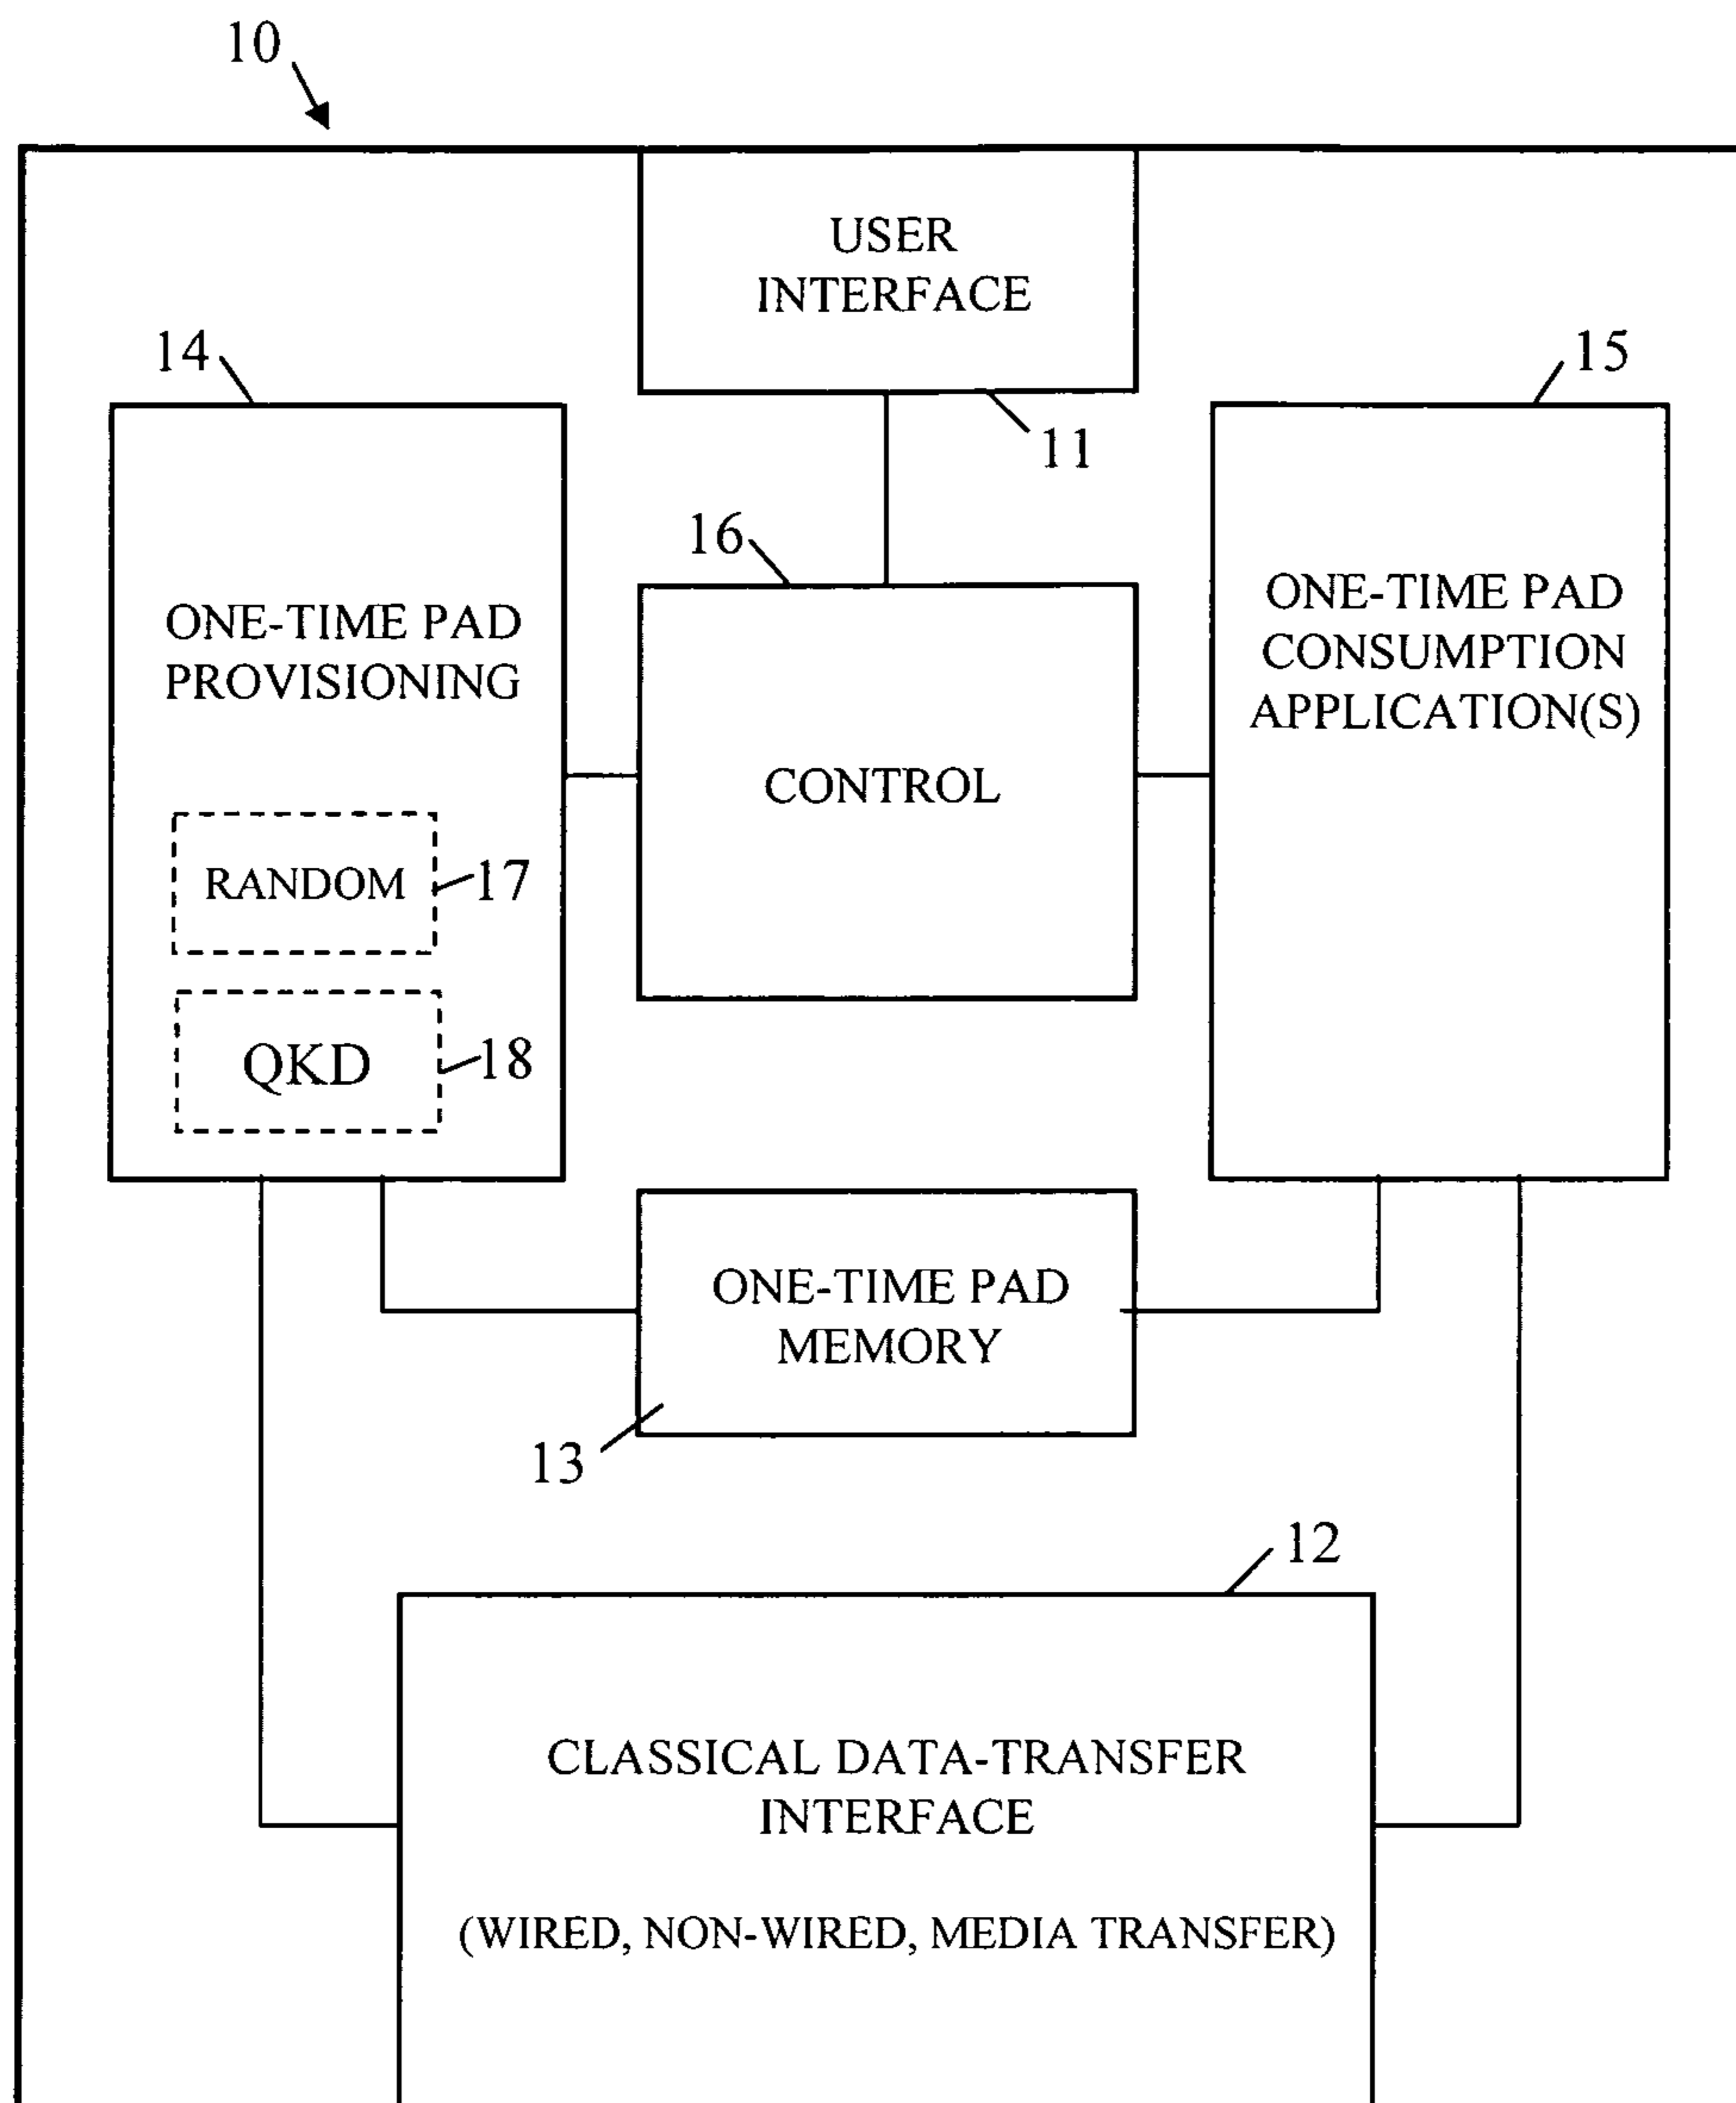 10
USER
INTERFACE
14
15
11
16
ONE-TIME PAD
PROVISIONING
ONE-TIME PAD
CONSUMPTION
APPLICATION(S)
CONTROL
RANDOM
17
QKD
18
ONE-TIME PAD
MEMORY
13
12
CLASSICAL DATA-TRANSFER
INTERFACE
(WIRED, NON-WIRED, MEDIA TRANSFER)